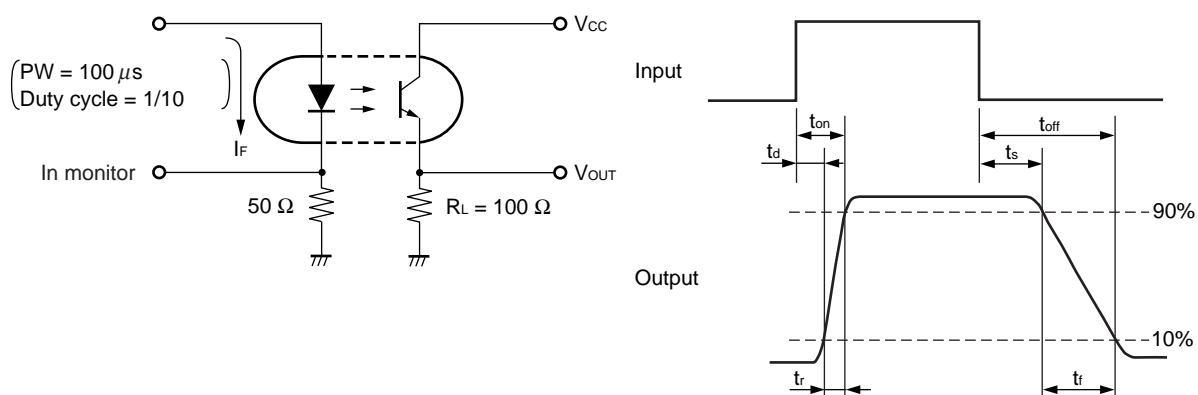 VCC
PW = 100 μs
Duty cycle = 1/10
IF
In monitor
VOUT
50 Ω
RL = 100 Ω
Input
ton
toff
td
ts
90%
Output
10%
tr
tf